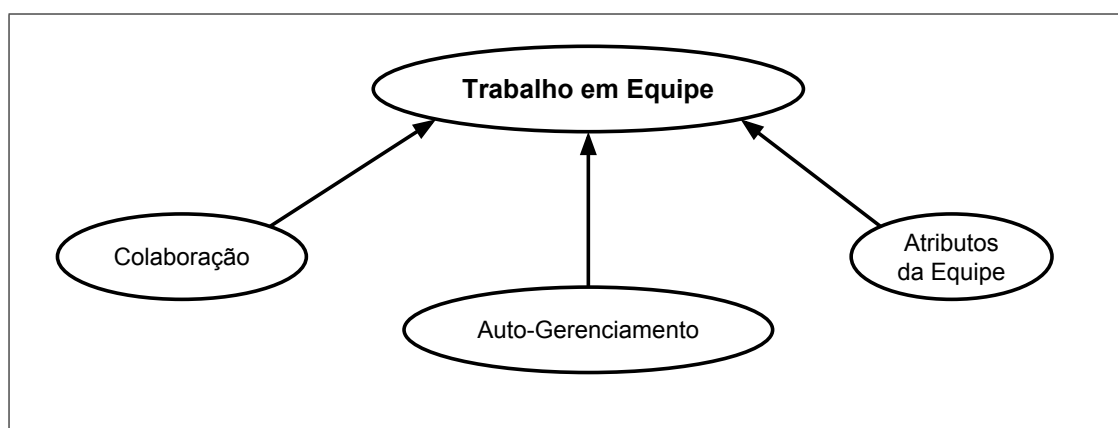 Trabalho em Equipe
Colaboração
Atributos
da Equipe
Auto-Gerenciamento